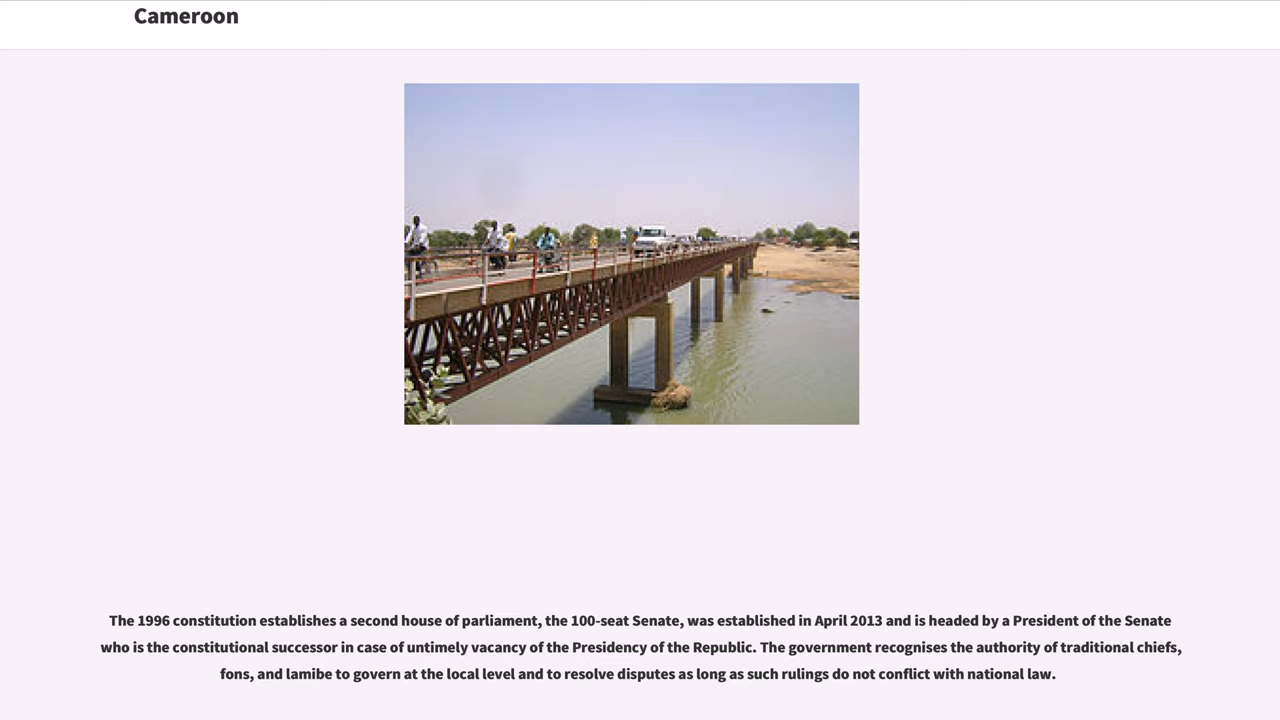 Cameroon
The 1996 constitution establishes a second house of parliament, the 100-seat Senate, was established in April 2013 and is headed by a President of the Senate
who is the constitutional successor in case of untimely vacancy of the Presidency of the Republic. The government recognises the authority of traditional chiefs,
fons, and lamibe to govern at the local level and to resolve disputes as long as such rulings do not conflict with national law.